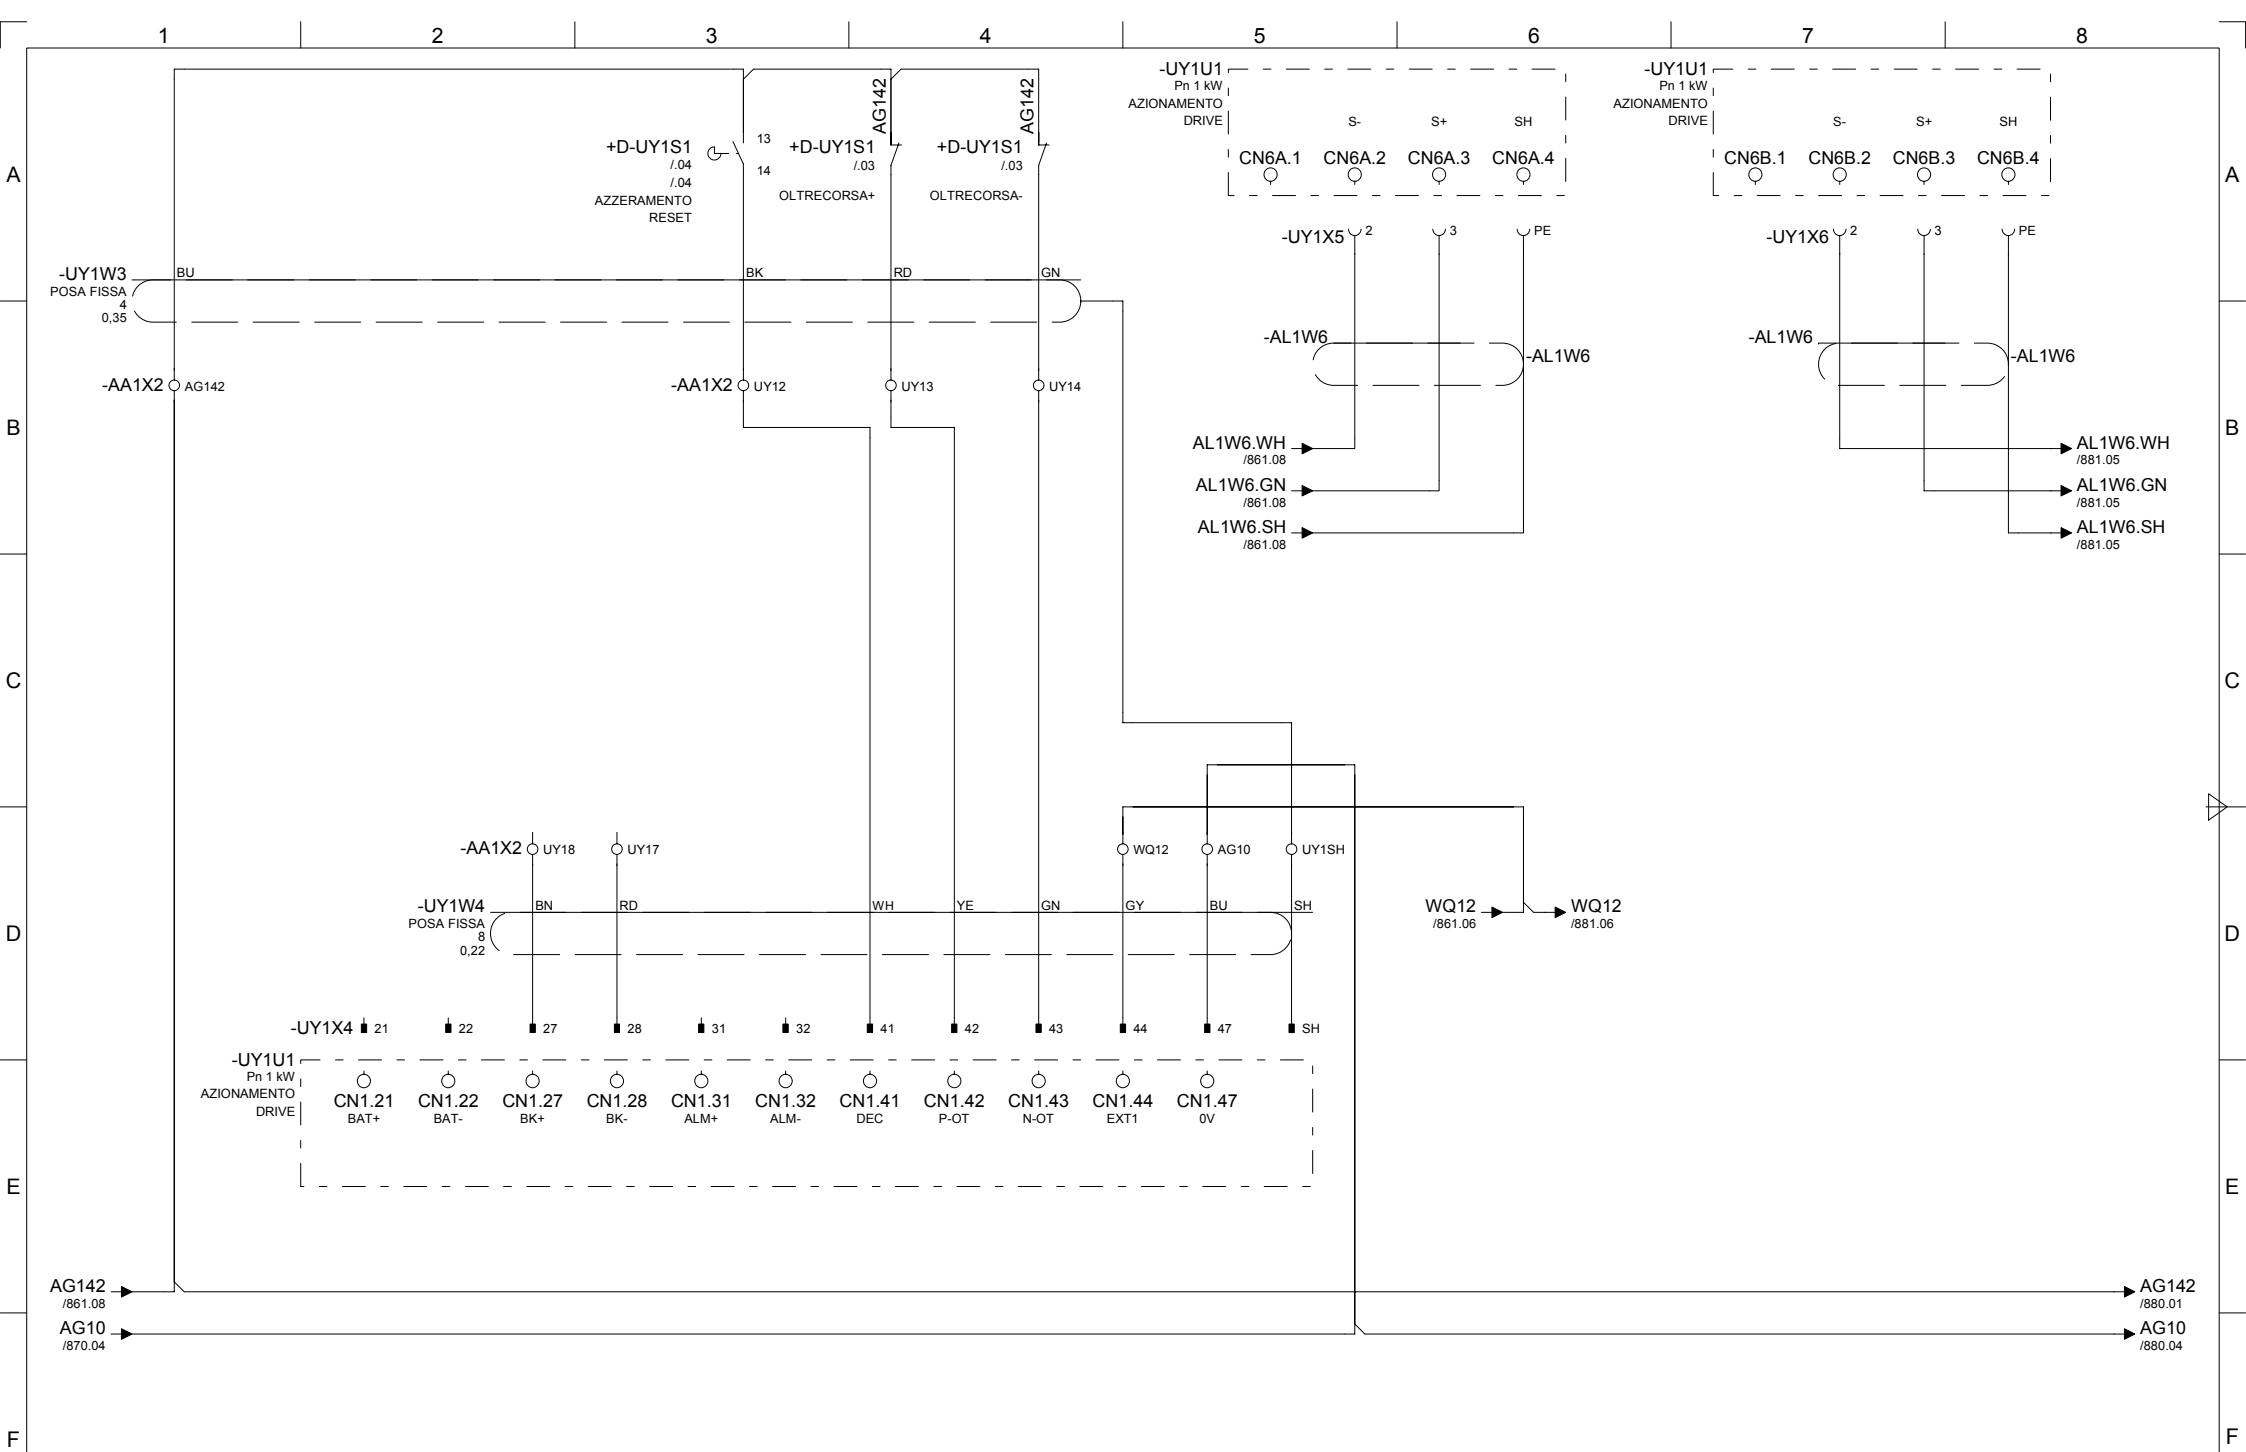 1 2 3 4 5 6 7 8
-UY1U1
Pn 1 kW
AZIONAMENTO
DRIVE
S- S+ SH
CN6A.1 CN6A.2 CN6A.3 CN6A.4
-UY1U1
Pn 1 kW
AZIONAMENTO
DRIVE
S- S+ SH
CN6B.1 CN6B.2 CN6B.3 CN6B.4
AG142
AG142
+D-UY1S1
/.04
/.04
AZZERAMENTO
RESET
13
14
+D-UY1S1
/.03
OLTRECORSA+
+D-UY1S1
/.03
OLTRECORSA-
A A
-UY1X5 2 3 PE
-UY1X6 2 3 PE
-UY1W3
POSA FISSA
4
0,35
BU BK RD GN
-AL1W6 -AL1W6
-AL1W6 -AL1W6
-AA1X2 AG142
-AA1X2 UY12 UY13 UY14
B B
AL1W6.WH
/861.08
AL1W6.GN
/861.08
AL1W6.SH
/861.08
AL1W6.WH
/881.05
AL1W6.GN
/881.05
AL1W6.SH
/881.05
C C
-AA1X2 UY18 UY17 WQ12 AG10 UY1SH
-UY1W4
POSA FISSA
8
0,22
BN RD WH YE GN GY BU SH
WQ12
/861.06
WQ12
/881.06
D D
-UY1X4 21 22 27 28 31 32 41 42 43 44 47 SH
-UY1U1
Pn 1 kW
AZIONAMENTO
DRIVE
CN1.21 CN1.22 CN1.27 CN1.28 CN1.31 CN1.32 CN1.41 CN1.42 CN1.43 CN1.44 CN1.47
BAT+ BAT- BK+ BK- ALM+ ALM- DEC P-OT N-OT EXT1 0V
E E
AG142
/861.08
AG142
/880.01
AG10
/870.04
AG10
/880.04
F F